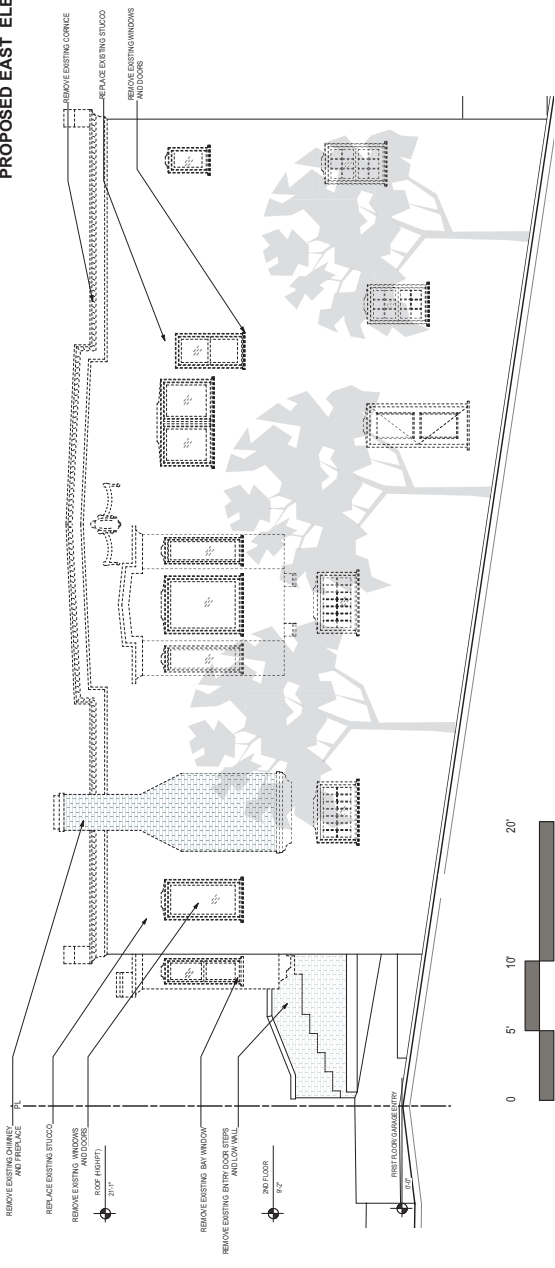 PROPOSED EAST ELE
REMOVE EXISTING CORNICE
REPLACE EXISTING STUCCO
REMOVE EXISTING WINDOWS
AND DOORS
REMOVE EXISTING CHIMNEY
AND FIREPLACE
PL
REPLACE EXISTING STUCCO
REMOVE EXISTING WINDOWS
AND DOORS
ROOF (HIGH PT)
21'-1"
REMOVE EXISTING BAY WINDOW
REMOVE EXISTING ENTRY DOOR STEPS
AND LOW WALL
2ND FLOOR
9'-2"
FIRST FLOOR/ GARAGE ENTRY
0'-0"
0 5' 10' 20'